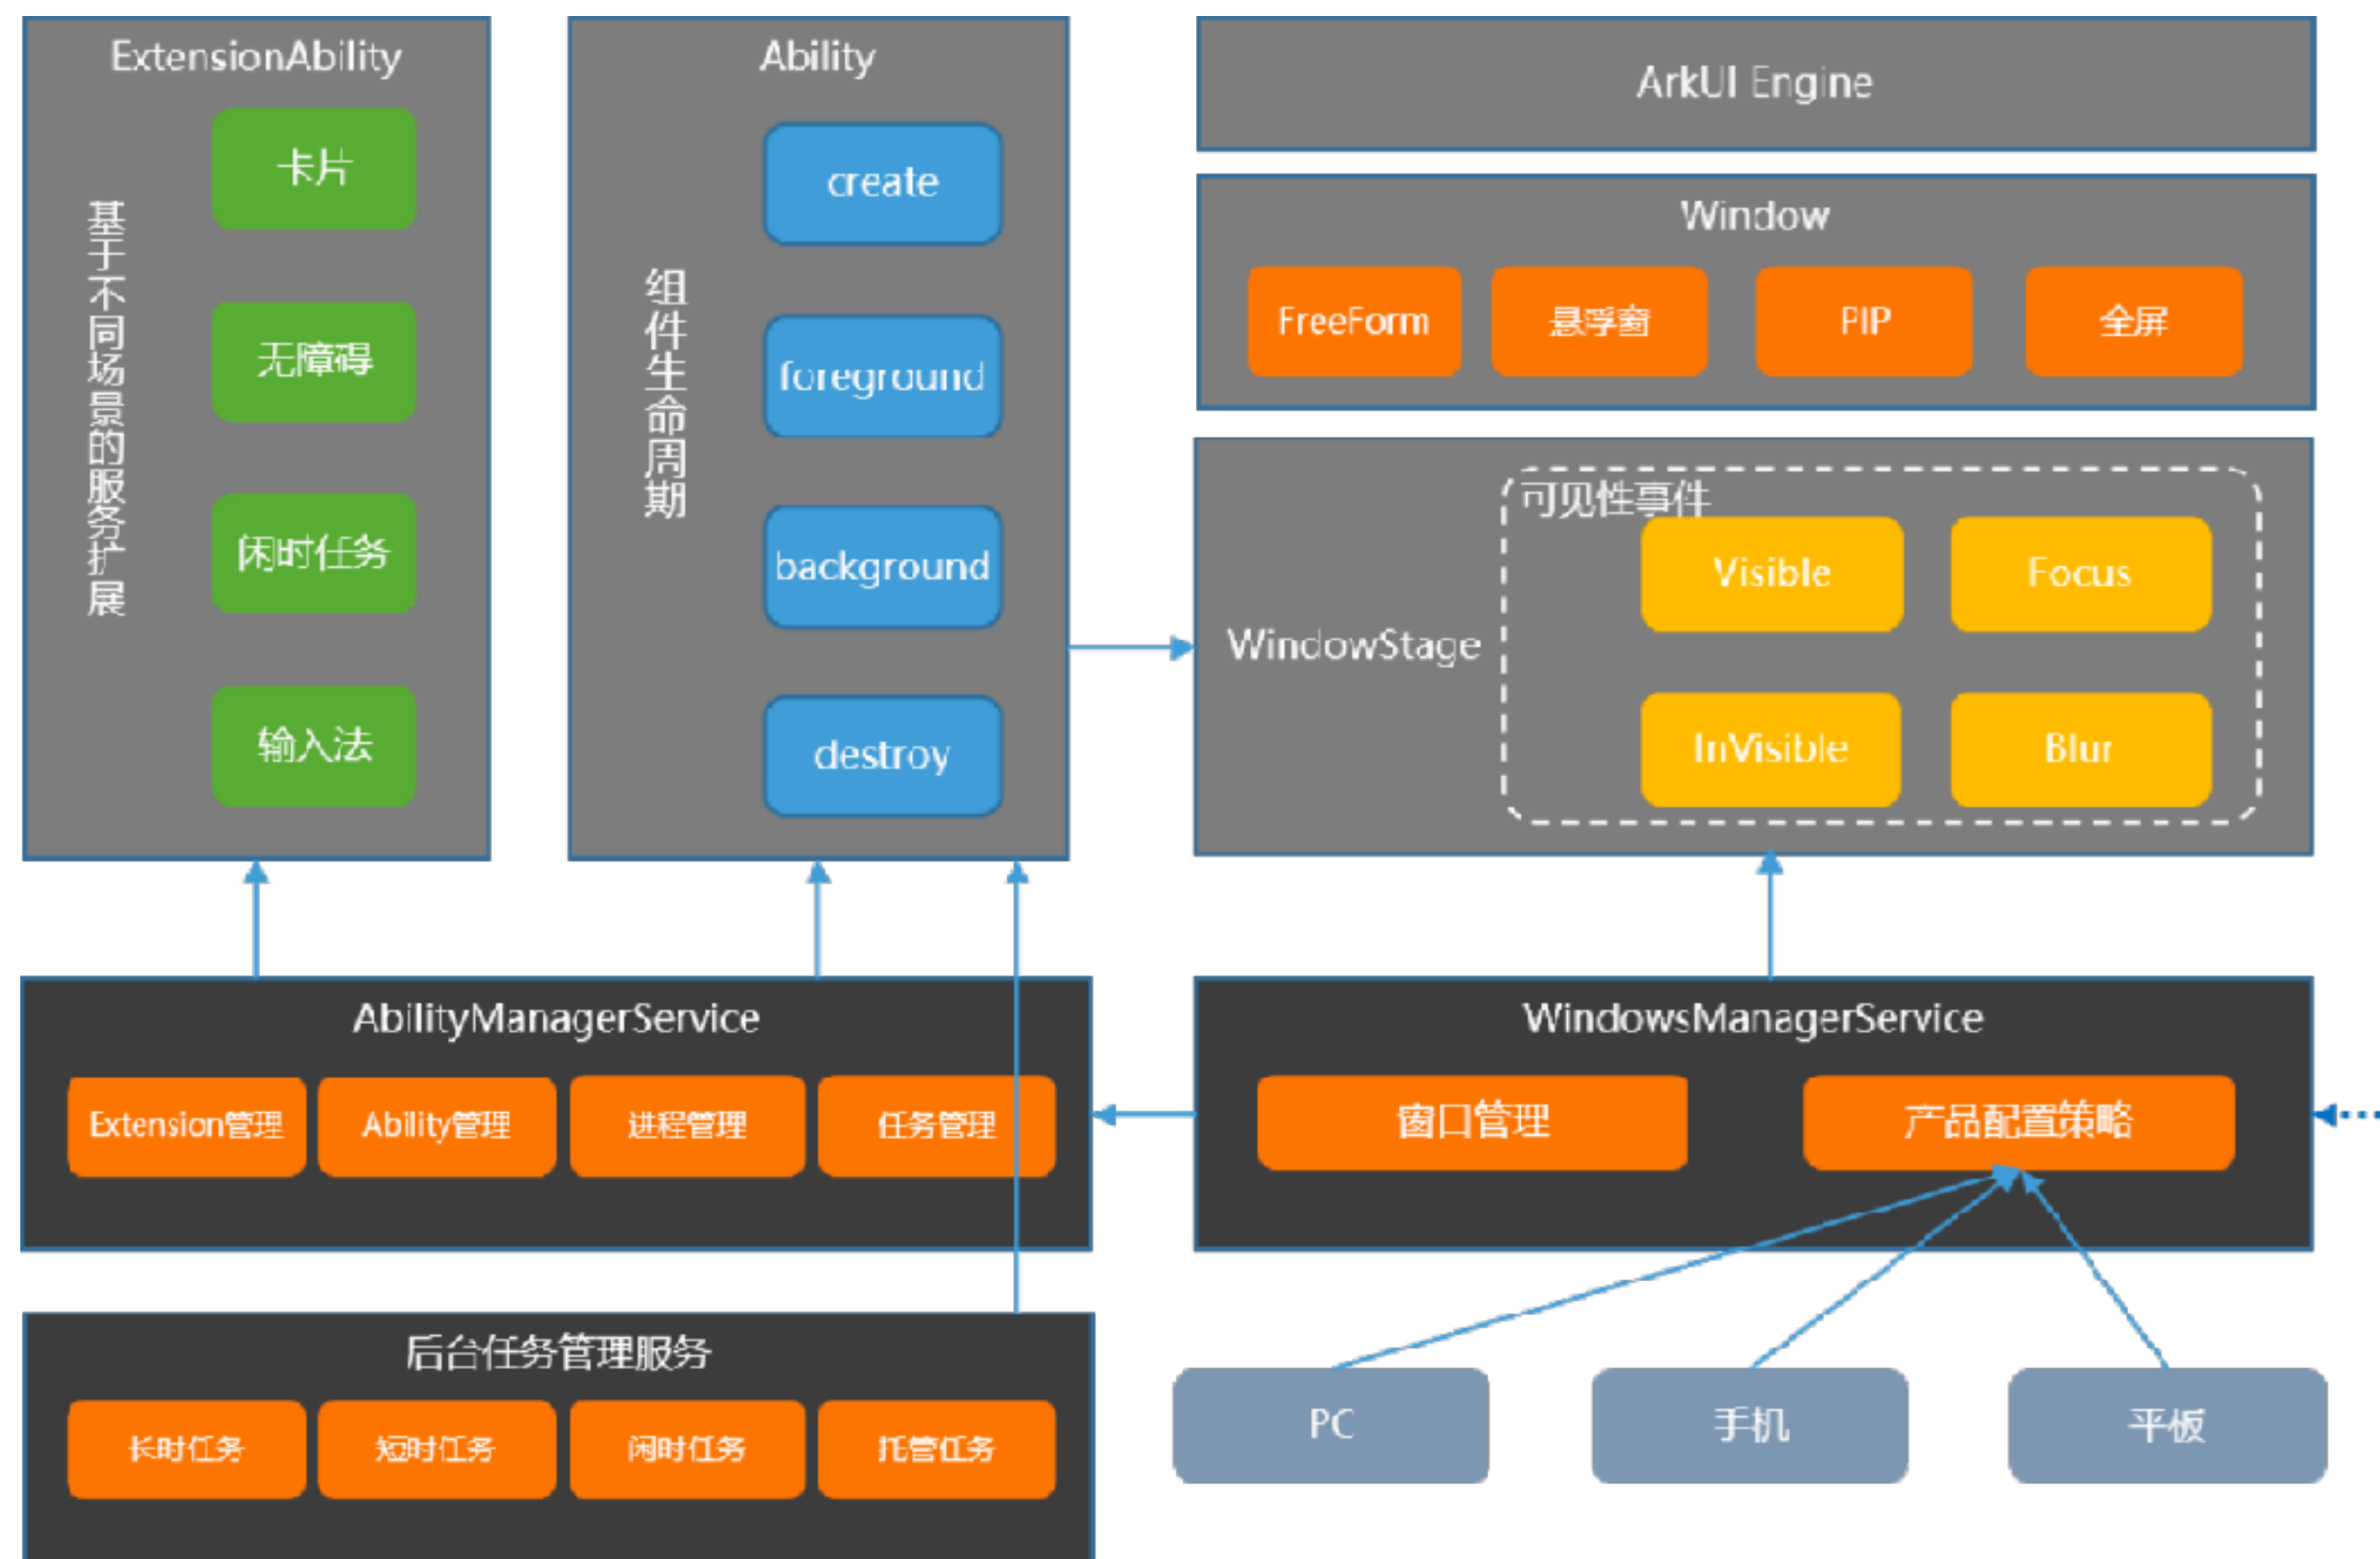 ExtensionAbility
基于不同场景的服务扩展
卡片
无障碍
闲时任务
输入法
Ability
组件生命周期
create
foreground
background
destroy
ArkUI Engine
Window
FreeForm
悬浮窗
PIP
全屏
WindowStage
可见性事件
Visible
Focus
InVisible
Blur
AbilityManagerService
Extension管理
Ability管理
进程管理
任务管理
WindowsManagerService
窗口管理
产品配置策略
后台任务管理服务
长时任务
短时任务
闲时任务
托管任务
PC
手机
平板